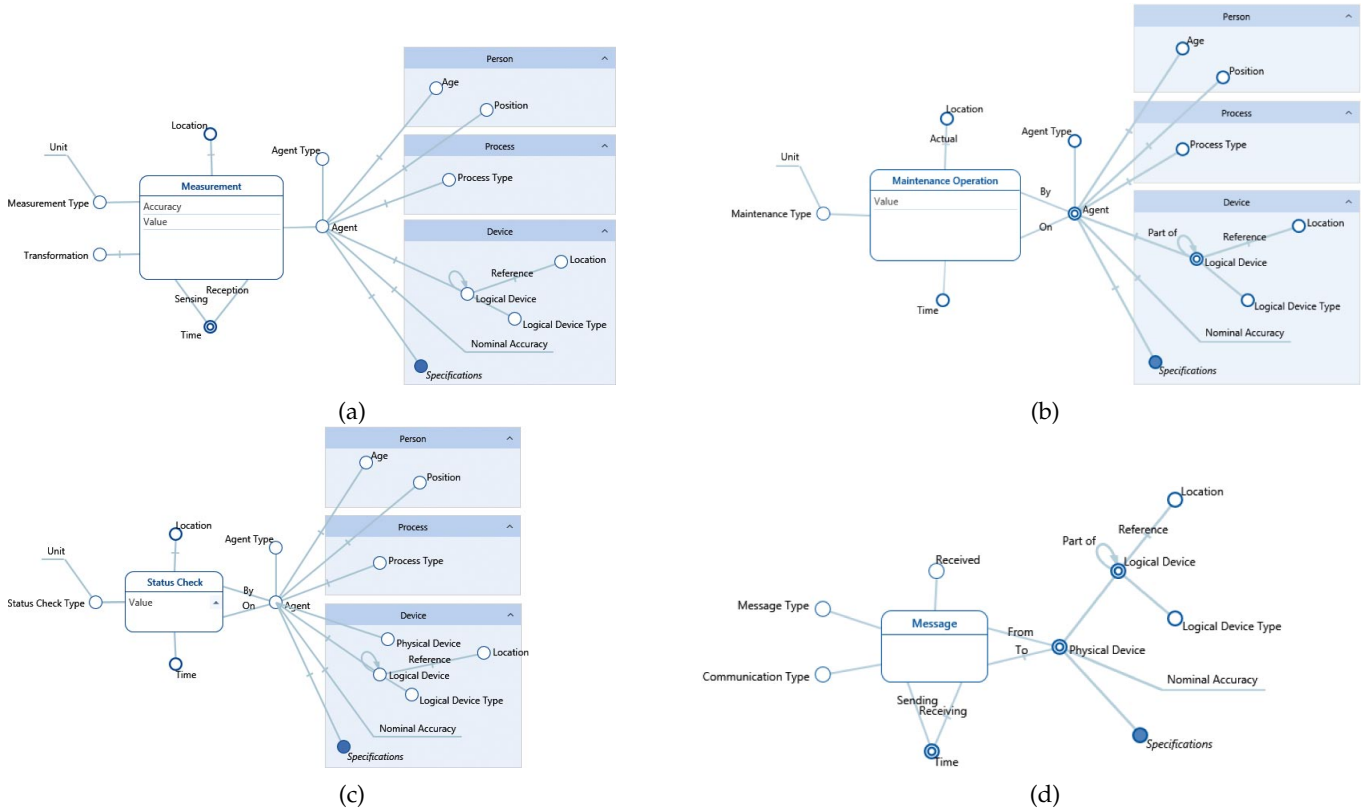 Person
Age
Position
Process
Process Type
Device
Reference
Location
Logical Device
Logical Device Type
Nominal Accuracy
Specifications
Location
Unit
Agent Type
Measurement
Accuracy
Value
Measurement Type
Transformation
Agent
Sensing
Reception
Time
(a)
Person
Age
Position
Process
Process Type
Device
Part of
Reference
Location
Logical Device
Logical Device Type
Nominal Accuracy
Specifications
Location
Actual
Agent Type
Unit
Maintenance Operation
Value
By
On
Agent
Maintenance Type
Time
(b)
Person
Age
Position
Process
Process Type
Device
Physical Device
Reference
Location
Logical Device
Logical Device Type
Nominal Accuracy
Specifications
Location
Agent Type
Unit
Status Check
Value
By
On
Agent
Status Check Type
Time
(c)
Location
Reference
Part of
Logical Device
Logical Device Type
Received
Message Type
Message
From
To
Physical Device
Communication Type
Nominal Accuracy
Sending
Receiving
Specifications
Time
(d)